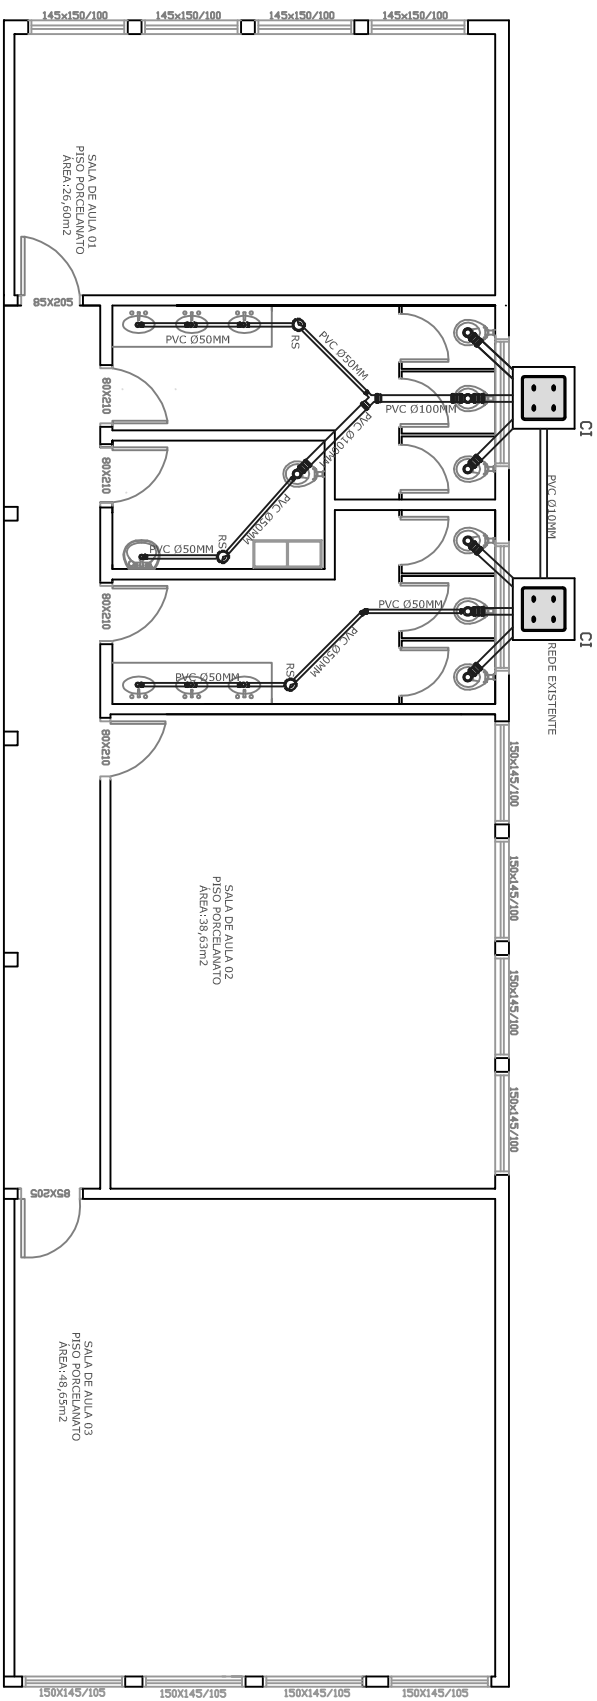 145x150/100
145x150/100
145x150/100
145x150/100
SALA DE AULA 01
PISO PORCELANATO
ÁREA:26,60m2
85X205
PVC Ø50MM
RS
PVC Ø50MM
PVC Ø100MM
PVC Ø100MM
CI
80X210
80X210
PVC Ø50MM
RS
PVC Ø50MM
PVC Ø10MM
80X210
PVC Ø50MM
PVC Ø50MM
RS
PVC Ø50MM
CI
REDE EXISTENTE
80X210
150x145/100
150x145/100
150x145/100
150x145/100
SALA DE AULA 02
PISO PORCELANATO
ÁREA:38,63m2
85X205
SALA DE AULA 03
PISO PORCELANATO
ÁREA:48,65m2
150X145/105
150X145/105
150X145/105
150X145/105